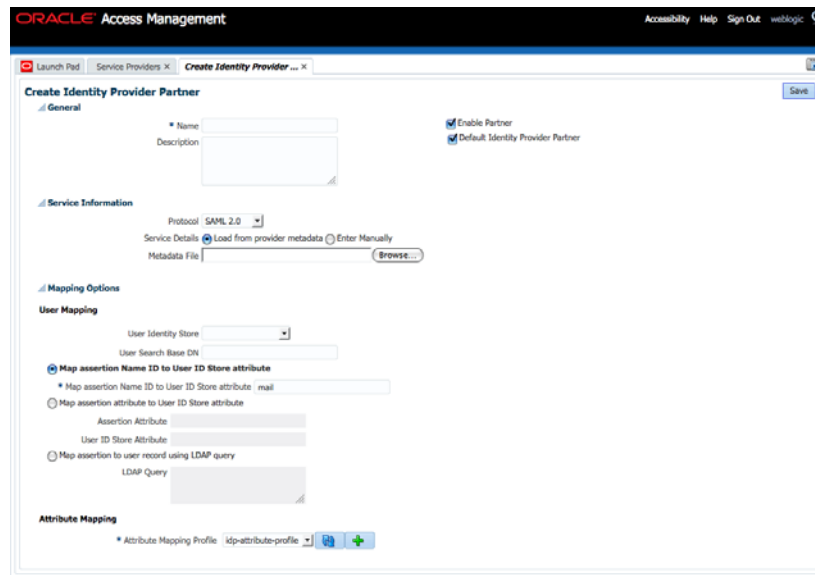 ORACLE Access Management
Accessibility Help Sign Out weblogic
Launch Pad Service Providers × Create Identity Provider ... ×
Create Identity Provider Partner
Save
General
* Name
Enable Partner
Default Identity Provider Partner
Description
Service Information
Protocol SAML 2.0
Service Details Load from provider metadata Enter Manually
Metadata File Browse...
Mapping Options
User Mapping
User Identity Store
User Search Base DN
Map assertion Name ID to User ID Store attribute
* Map assertion Name ID to User ID Store attribute mail
Map assertion attribute to User ID Store attribute
Assertion Attribute
User ID Store Attribute
Map assertion to user record using LDAP query
LDAP Query
Attribute Mapping
* Attribute Mapping Profile idp-attribute-profile